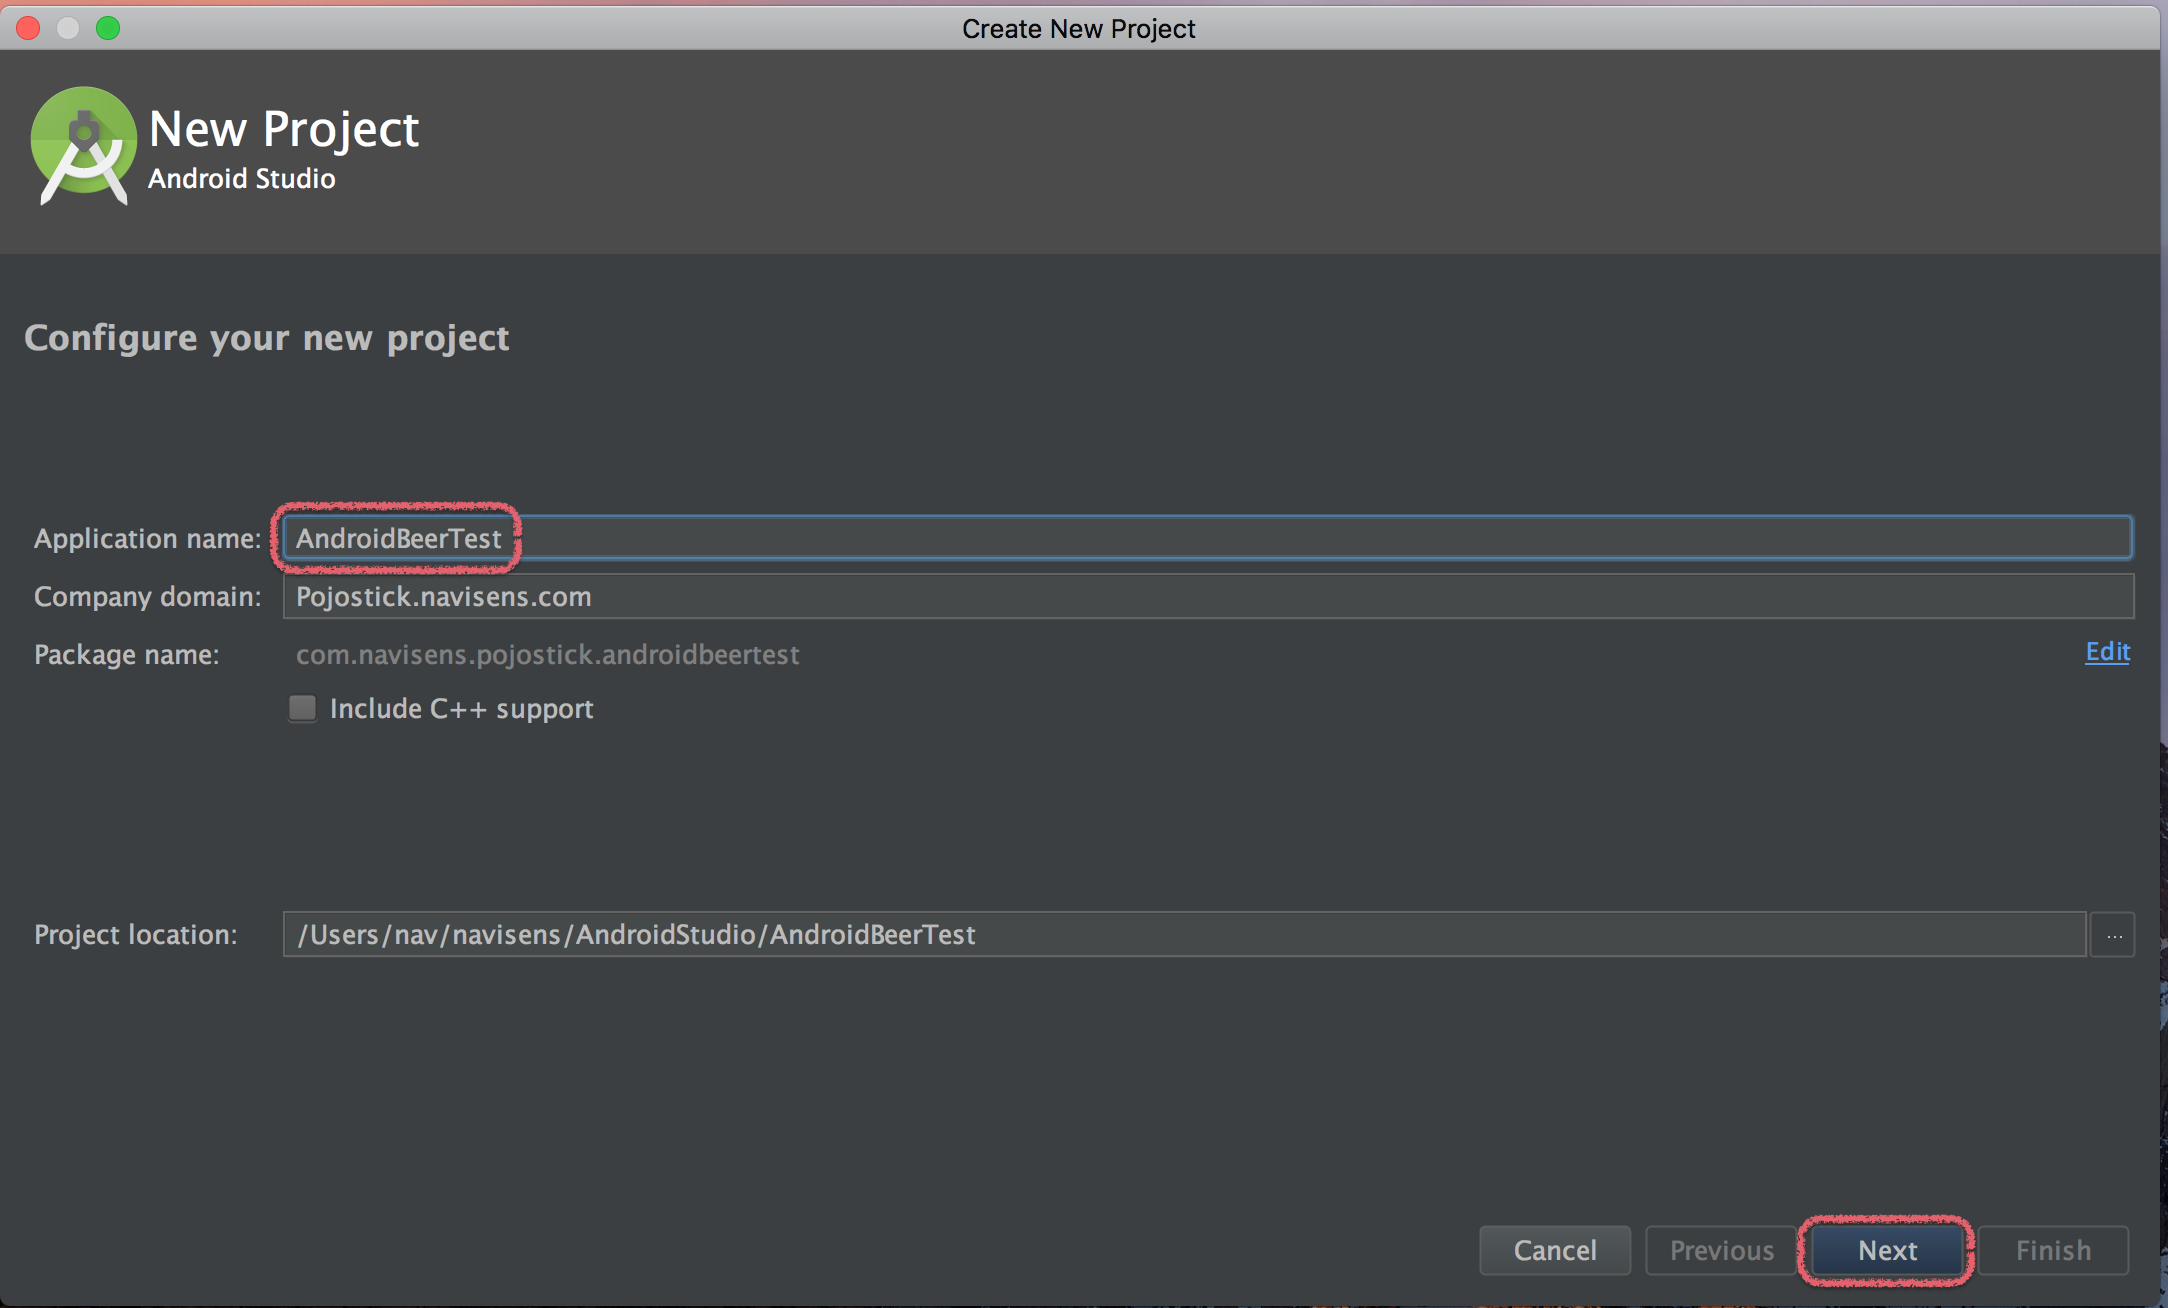 Create New Project
New Project
Android Studio
Configure your new project
Application name: AndroidBeerTest
Company domain: Pojostick.navisens.com
Package name: com.navisens.pojostick.androidbeertest Edit
Include C++ support
Project location: /Users/nav/navisens/AndroidStudio/AndroidBeerTest ...
Cancel Previous Next Finish